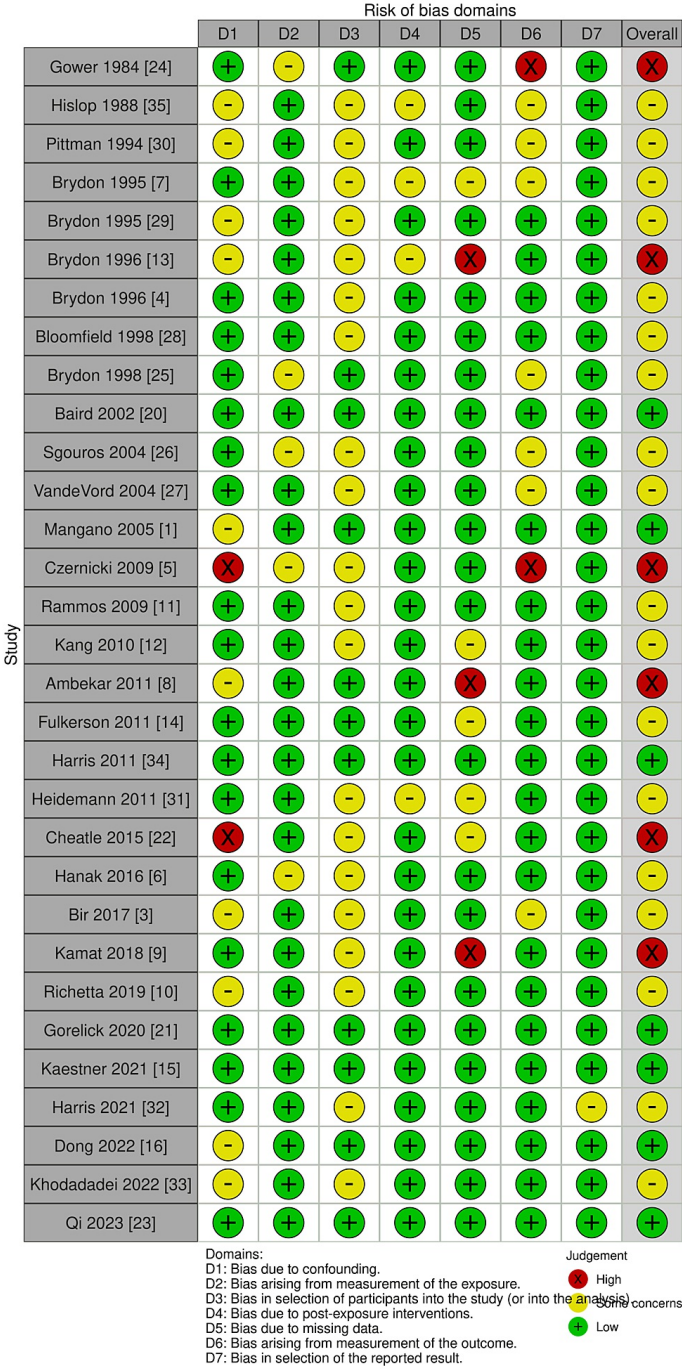 Risk of bias domains
D1 D2 D3 D4 D5 D6 D7 Overall
Gower 1984 [24] + - + + + X + X
Hislop 1988 [35] - + - - + - + -
Pittman 1994 [30] - + - + + - + -
Brydon 1995 [7] + + - - - - + -
Brydon 1995 [29] - + - + + + + -
Brydon 1996 [13] - + - - X + + X
Brydon 1996 [4] + + - + + + + -
Bloomfield 1998 [28] + + - + + + + -
Brydon 1998 [25] + - + + + - + -
Baird 2002 [20] + + + + + + + +
Sgouros 2004 [26] + - - + + - + -
VandeVord 2004 [27] + + - + + - + -
Mangano 2005 [1] - + + + + + + +
Czernicki 2009 [5] X - - + + X + X
Rammos 2009 [11] + + - + + + + -
Kang 2010 [12] + + - + - + + -
Ambekar 2011 [8] - + + + X + + X
Fulkerson 2011 [14] + + + + - + + -
Harris 2011 [34] + + + + + + + +
Heidemann 2011 [31] + + - - - + + -
Cheatle 2015 [22] X + - + - + + X
Hanak 2016 [6] + - - + + + + -
Bir 2017 [3] - + - + + - + -
Kamat 2018 [9] + + - + X + + X
Richetta 2019 [10] - + - + + + + -
Gorelick 2020 [21] + + + + + + + +
Kaestner 2021 [15] + + + + + + + +
Harris 2021 [32] + + - + + + - -
Dong 2022 [16] - + + + + + + +
Khodadadei 2022 [33] - + - + + + + -
Qi 2023 [23] + + + + + + + +
Study
Domains:
D1: Bias due to confounding.
D2: Bias arising from measurement of the exposure.
D3: Bias in selection of participants into the study (or into the analysis).
D4: Bias due to post-exposure interventions.
D5: Bias due to missing data.
D6: Bias arising from measurement of the outcome.
D7: Bias in selection of the reported result.
Judgement
X High
- Some concerns
+ Low